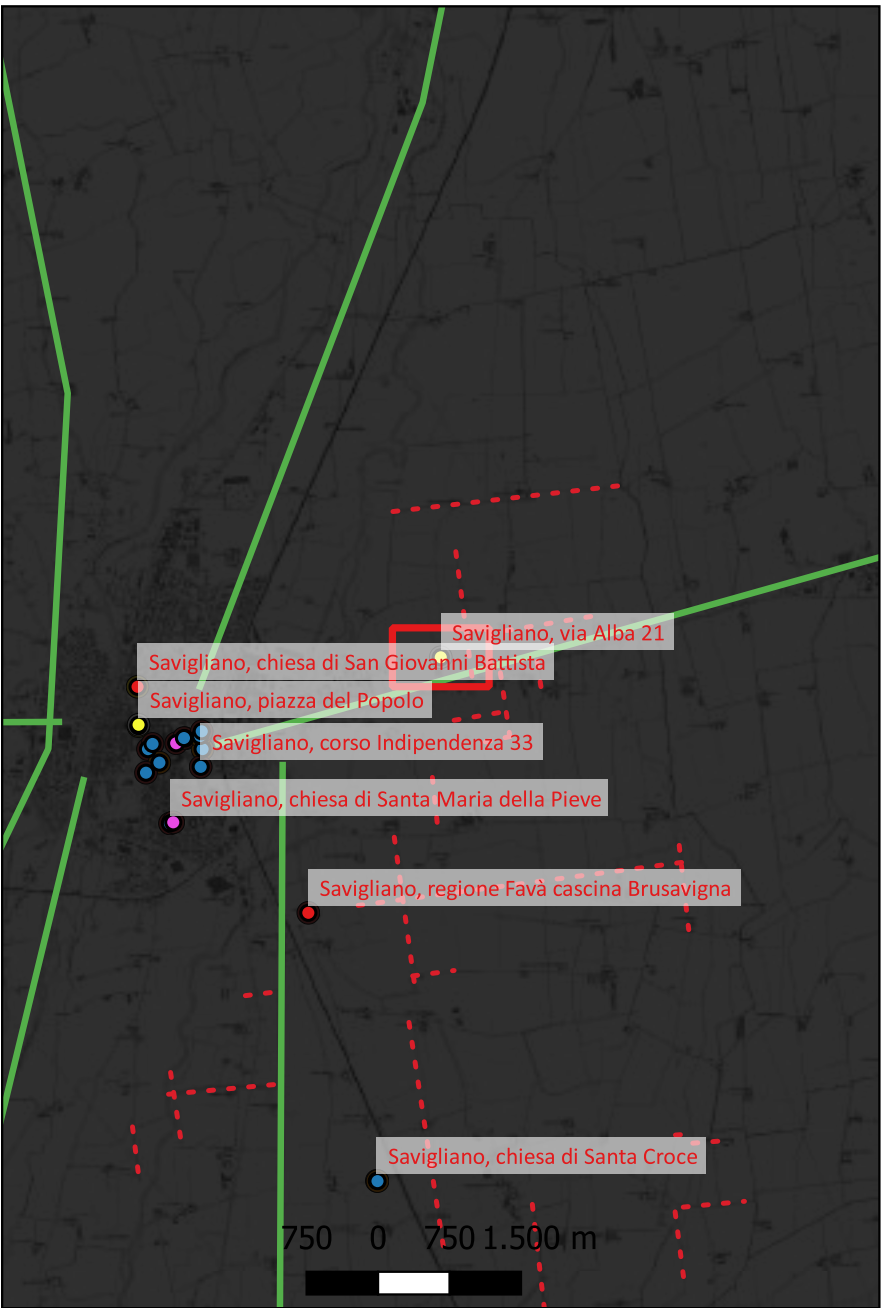 Savigliano, via Alba 21
Savigliano, chiesa di San Giovanni Battista
Savigliano, piazza del Popolo
Savigliano, corso Indipendenza 33
Savigliano, chiesa di Santa Maria della Pieve
Savigliano, regione Favà cascina Brusavigna
Savigliano, chiesa di Santa Croce
750 0 750 1.500 m